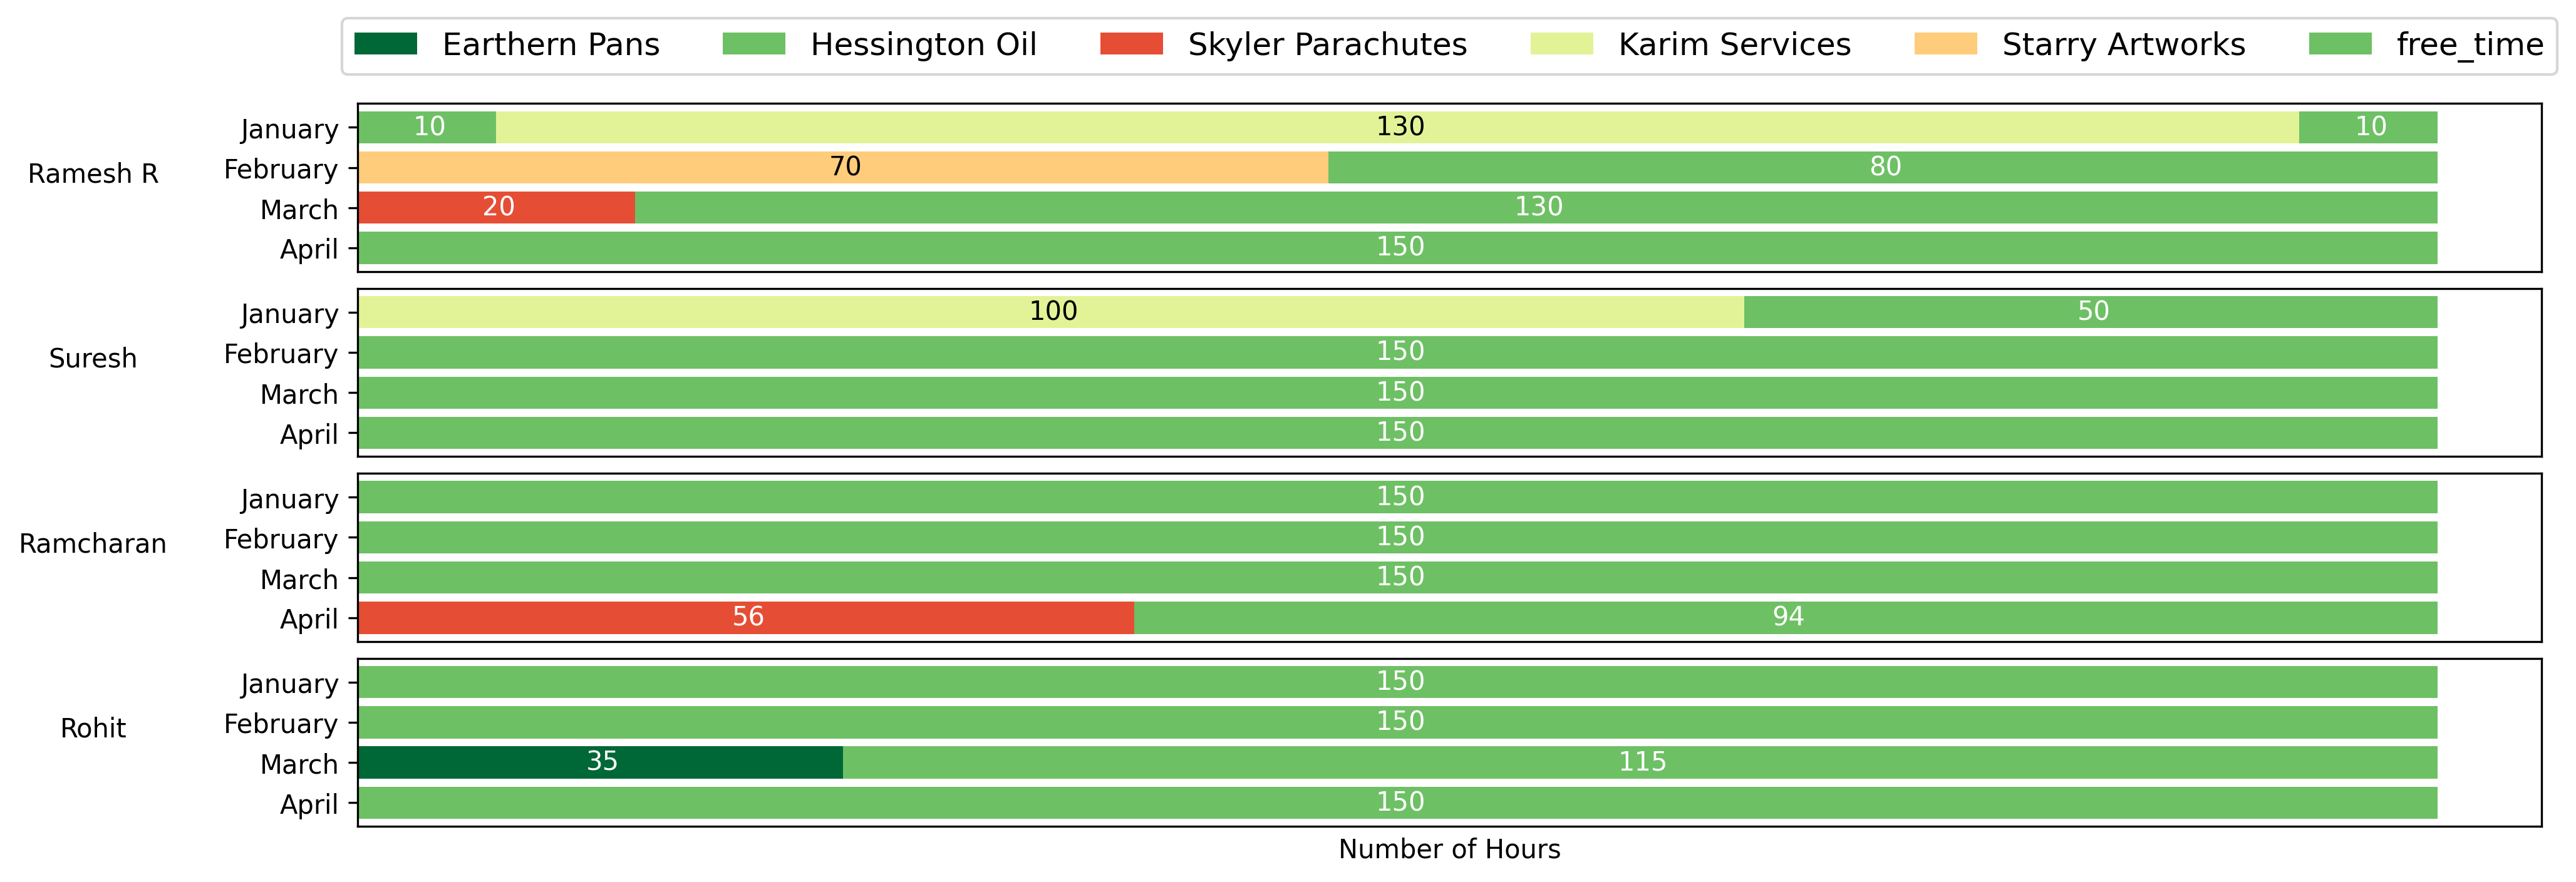 Earthern Pans Hessington Oil Skyler Parachutes Karim Services Starry Artworks free_time
Ramesh R
January 10 130 10
February 70 80
March 20 130
April 150
Suresh
January 100 50
February 150
March 150
April 150
Ramcharan
January 150
February 150
March 150
April 56 94
Rohit
January 150
February 150
March 35 115
April 150
Number of Hours